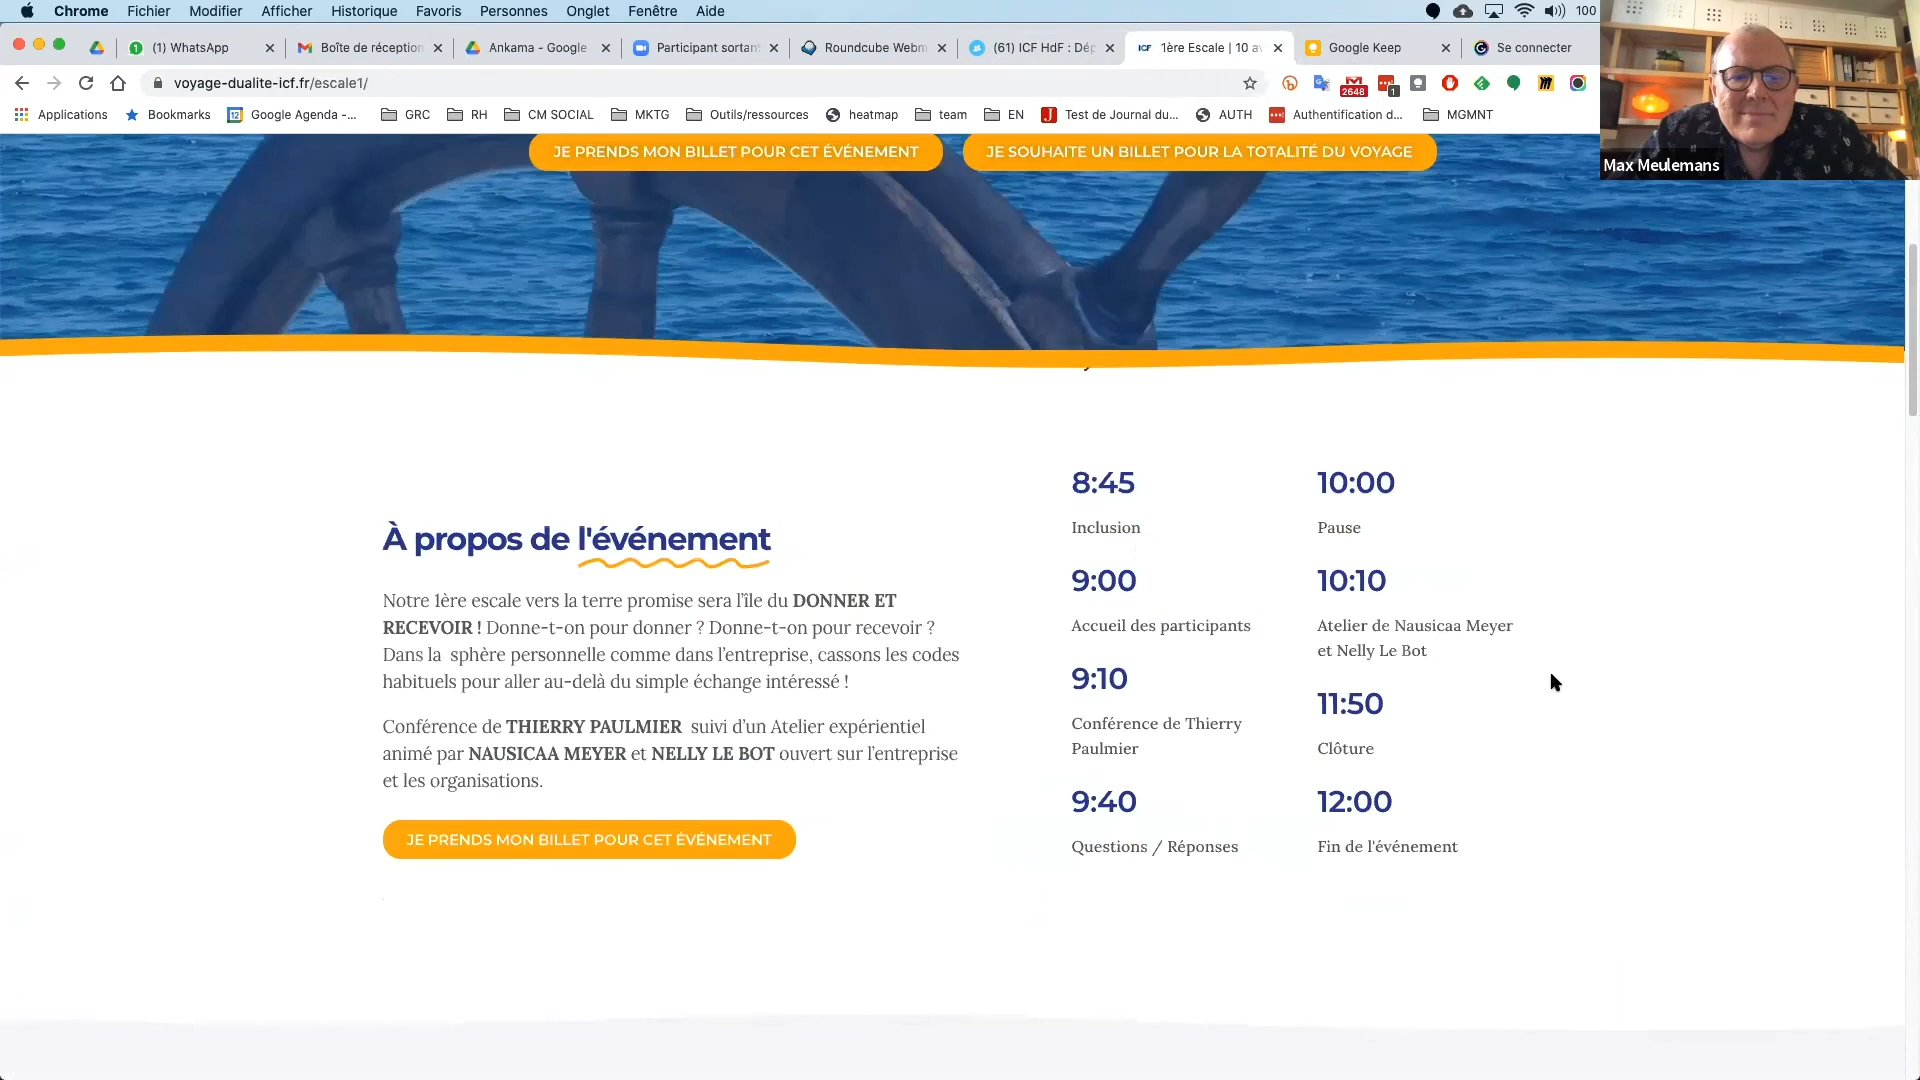 Chrome Fichier Modifier Afficher Historique Favoris Personnes Onglet Fenêtre Aide 100
(1) WhatsApp Boîte de réception Ankama - Google Participant sortan Roundcube Webm (61) ICF HdF : Dép 1ère Escale | 10 av Google Keep Se connecter
voyage-dualite-icf.fr/escale1/
2648 1
Applications Bookmarks Google Agenda -... GRC RH CM SOCIAL MKTG Outils/ressources heatmap team EN Test de Journal du... AUTH Authentification d... MGMNT
Max Meulemans
JE PRENDS MON BILLET POUR CET ÉVÉNEMENT
JE SOUHAITE UN BILLET POUR LA TOTALITÉ DU VOYAGE
À propos de l'événement
Notre 1ère escale vers la terre promise sera l’île du DONNER ET
RECEVOIR ! Donne-t-on pour donner ? Donne-t-on pour recevoir ?
Dans la sphère personnelle comme dans l’entreprise, cassons les codes
habituels pour aller au-delà du simple échange intéressé !
Conférence de THIERRY PAULMIER suivi d’un Atelier expérientiel
animé par NAUSICAA MEYER et NELLY LE BOT ouvert sur l’entreprise
et les organisations.
JE PRENDS MON BILLET POUR CET ÉVÉNEMENT
8:45
Inclusion
9:00
Accueil des participants
9:10
Conférence de Thierry
Paulmier
9:40
Questions / Réponses
10:00
Pause
10:10
Atelier de Nausicaa Meyer
et Nelly Le Bot
11:50
Clôture
12:00
Fin de l'événement